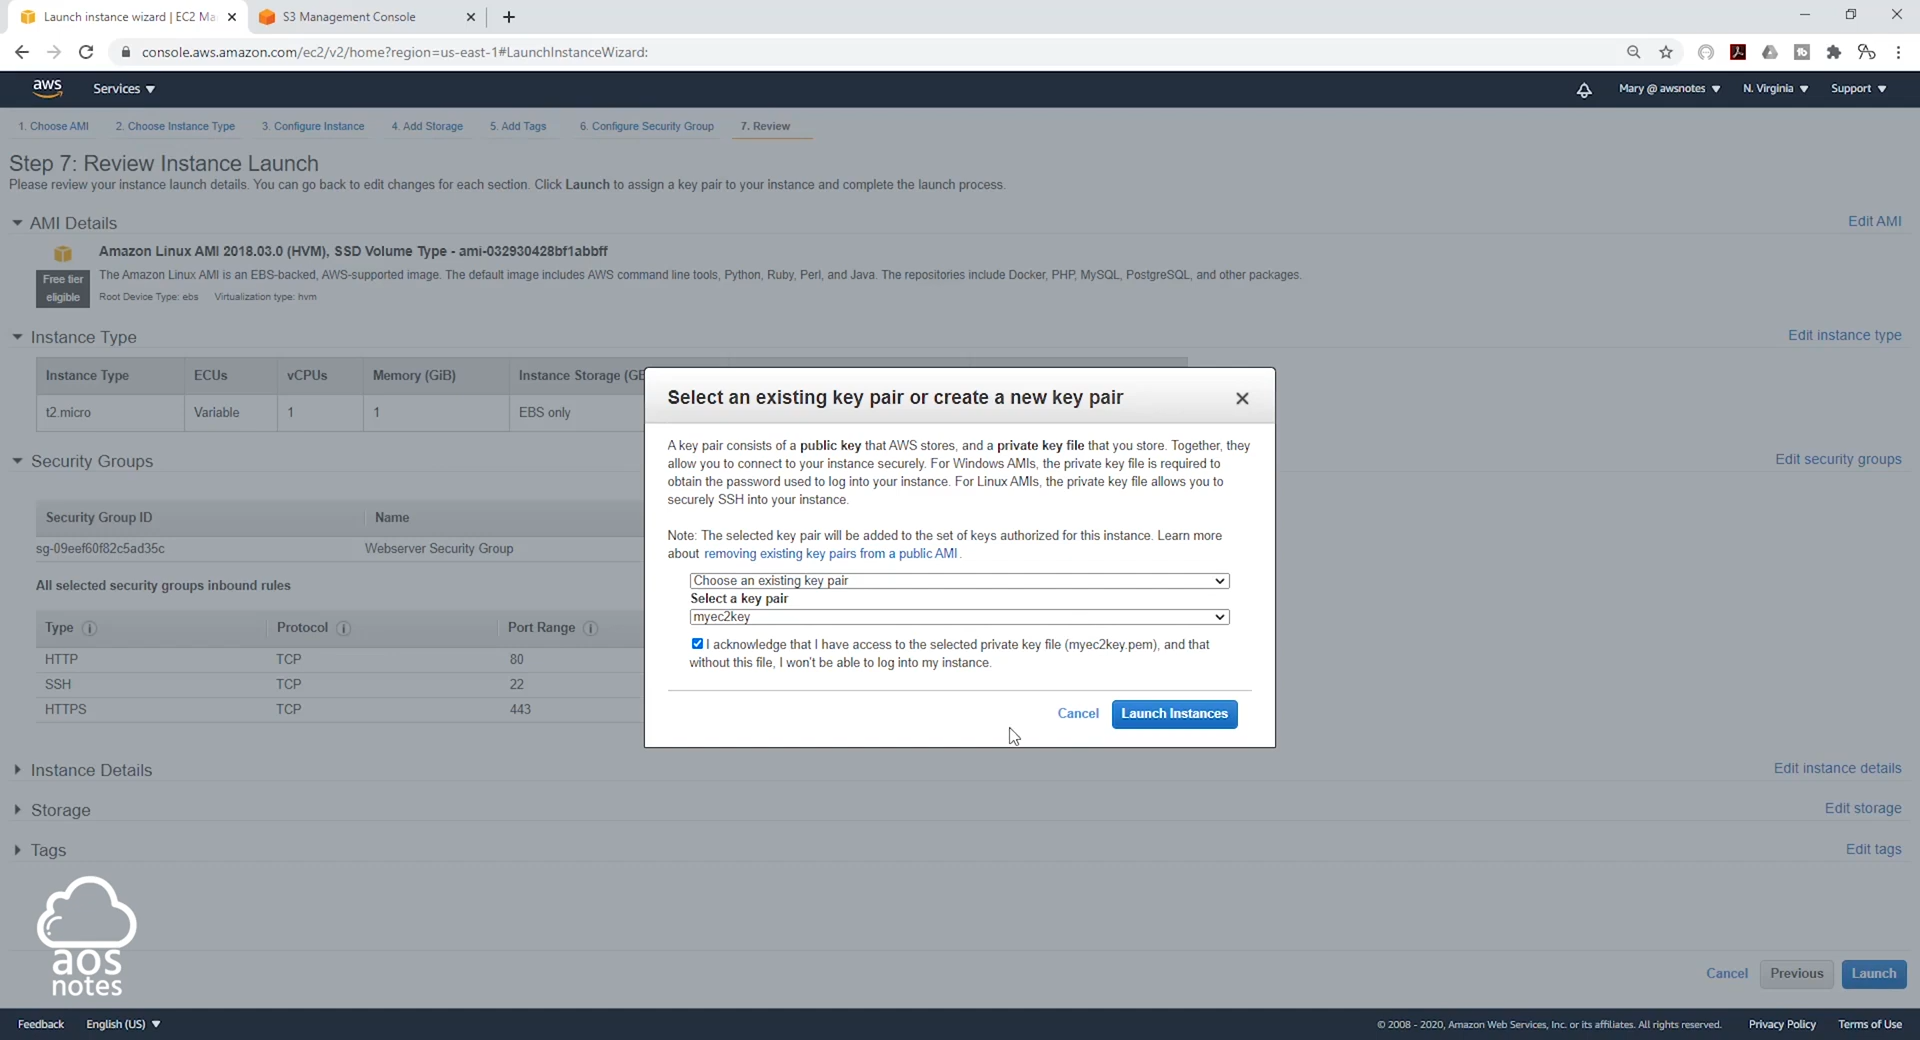 Launch instance wizard | EC2 Ma
S3 Management Console
console.aws.amazon.com/ec2/v2/home?region=us-east-1#LaunchInstanceWizard:
aws
Services
Mary @ awsnotes
N. Virginia
Support
1. Choose AMI
2. Choose Instance Type
3. Configure Instance
4. Add Storage
5. Add Tags
6. Configure Security Group
7. Review
Step 7: Review Instance Launch
Please review your instance launch details. You can go back to edit changes for each section. Click Launch to assign a key pair to your instance and complete the launch process.
AMI Details
Edit AMI
Amazon Linux AMI 2018.03.0 (HVM), SSD Volume Type - ami-032930428bf1abbff
Free tier
eligible
The Amazon Linux AMI is an EBS-backed, AWS-supported image. The default image includes AWS command line tools, Python, Ruby, Perl, and Java. The repositories include Docker, PHP, MySQL, PostgreSQL, and other packages.
Root Device Type: ebs Virtualization type: hvm
Instance Type
Edit instance type
Instance Type
ECUs
vCPUs
Memory (GiB)
Instance Storage (GB
t2.micro
Variable
1
1
EBS only
Security Groups
Edit security groups
Security Group ID
Name
sg-09eef60f82c5ad35c
Webserver Security Group
All selected security groups inbound rules
Type
Protocol
Port Range
HTTP
TCP
80
SSH
TCP
22
HTTPS
TCP
443
Select an existing key pair or create a new key pair
A key pair consists of a public key that AWS stores, and a private key file that you store. Together, they
allow you to connect to your instance securely. For Windows AMIs, the private key file is required to
obtain the password used to log into your instance. For Linux AMIs, the private key file allows you to
securely SSH into your instance.
Note: The selected key pair will be added to the set of keys authorized for this instance. Learn more
about removing existing key pairs from a public AMI.
Choose an existing key pair
Select a key pair
myec2key
I acknowledge that I have access to the selected private key file (myec2key.pem), and that
without this file, I won't be able to log into my instance.
Cancel
Launch Instances
Instance Details
Edit instance details
Storage
Edit storage
Tags
Edit tags
aos
notes
Cancel
Previous
Launch
Feedback
English (US)
© 2008 - 2020, Amazon Web Services, Inc. or its affiliates. All rights reserved.
Privacy Policy
Terms of Use